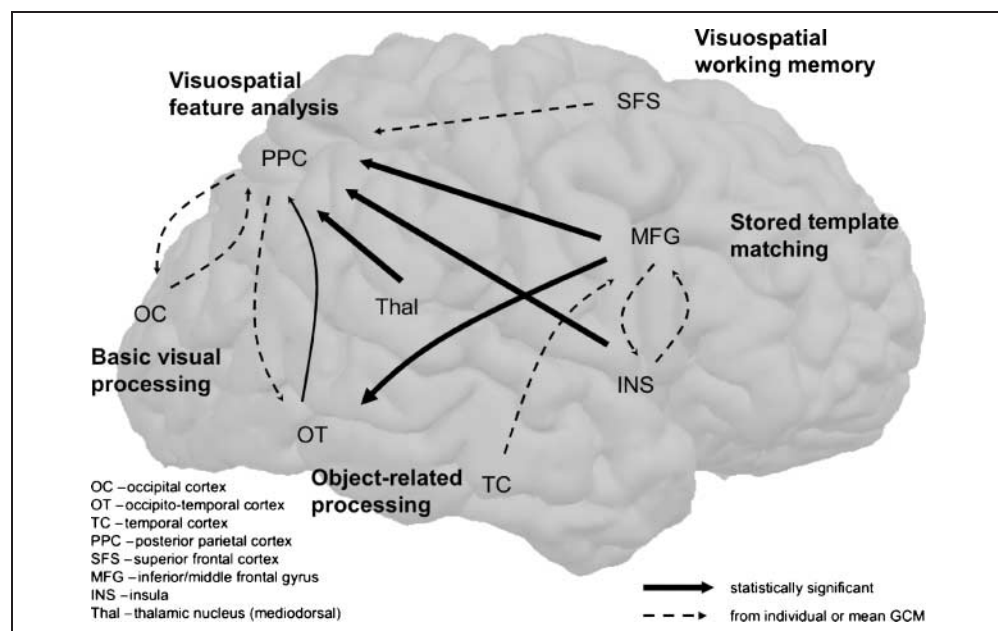 Visuospatial
working memory
Visuospatial
feature analysis
SFS
PPC
MFG
Stored template
matching
Thal
OC
Basic visual
processing
INS
OT
Object-related
processing
TC
OC – occipital cortex
OT – occipito-temporal cortex
TC – temporal cortex
PPC – posterior parietal cortex
SFS – superior frontal cortex
MFG – inferior/middle frontal gyrus
INS – insula
Thal – thalamic nucleus (mediodorsal)
statistically significant
from individual or mean GCM